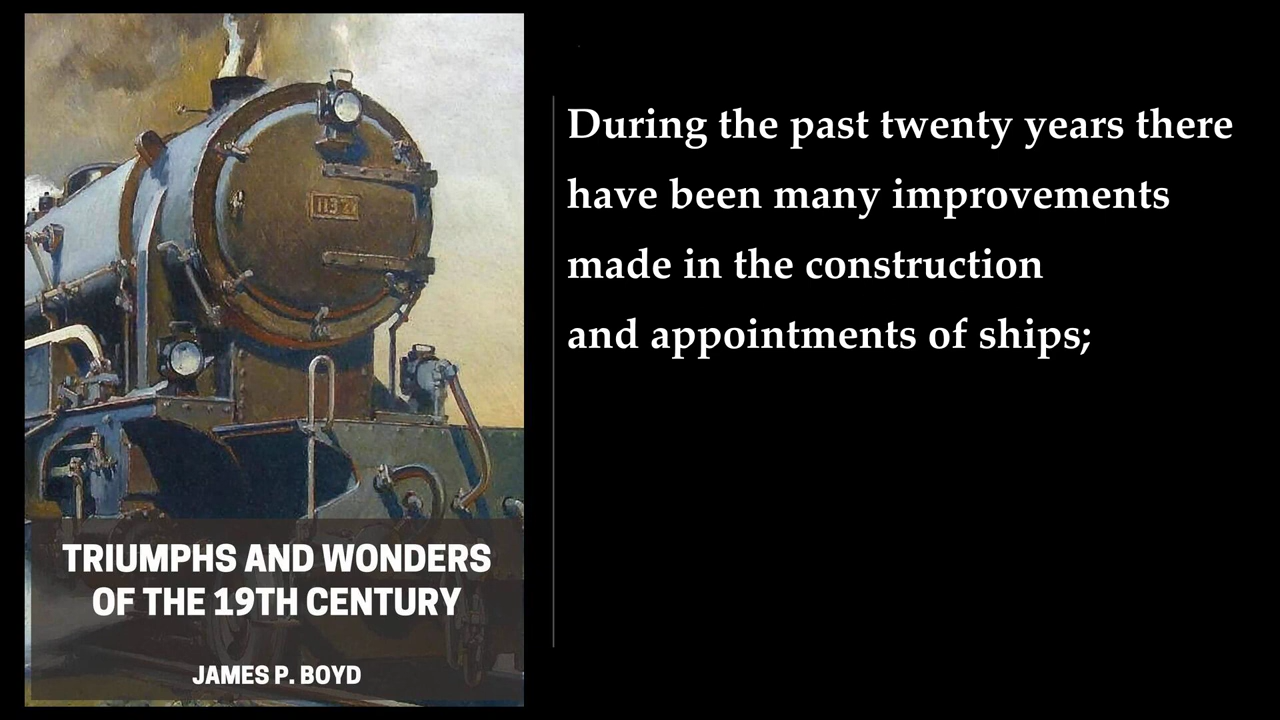 During the past twenty years there
have been many improvements
made in the construction
and appointments of ships;
TRIUMPHS AND WONDERS
OF THE 19TH CENTURY
JAMES P. BOYD